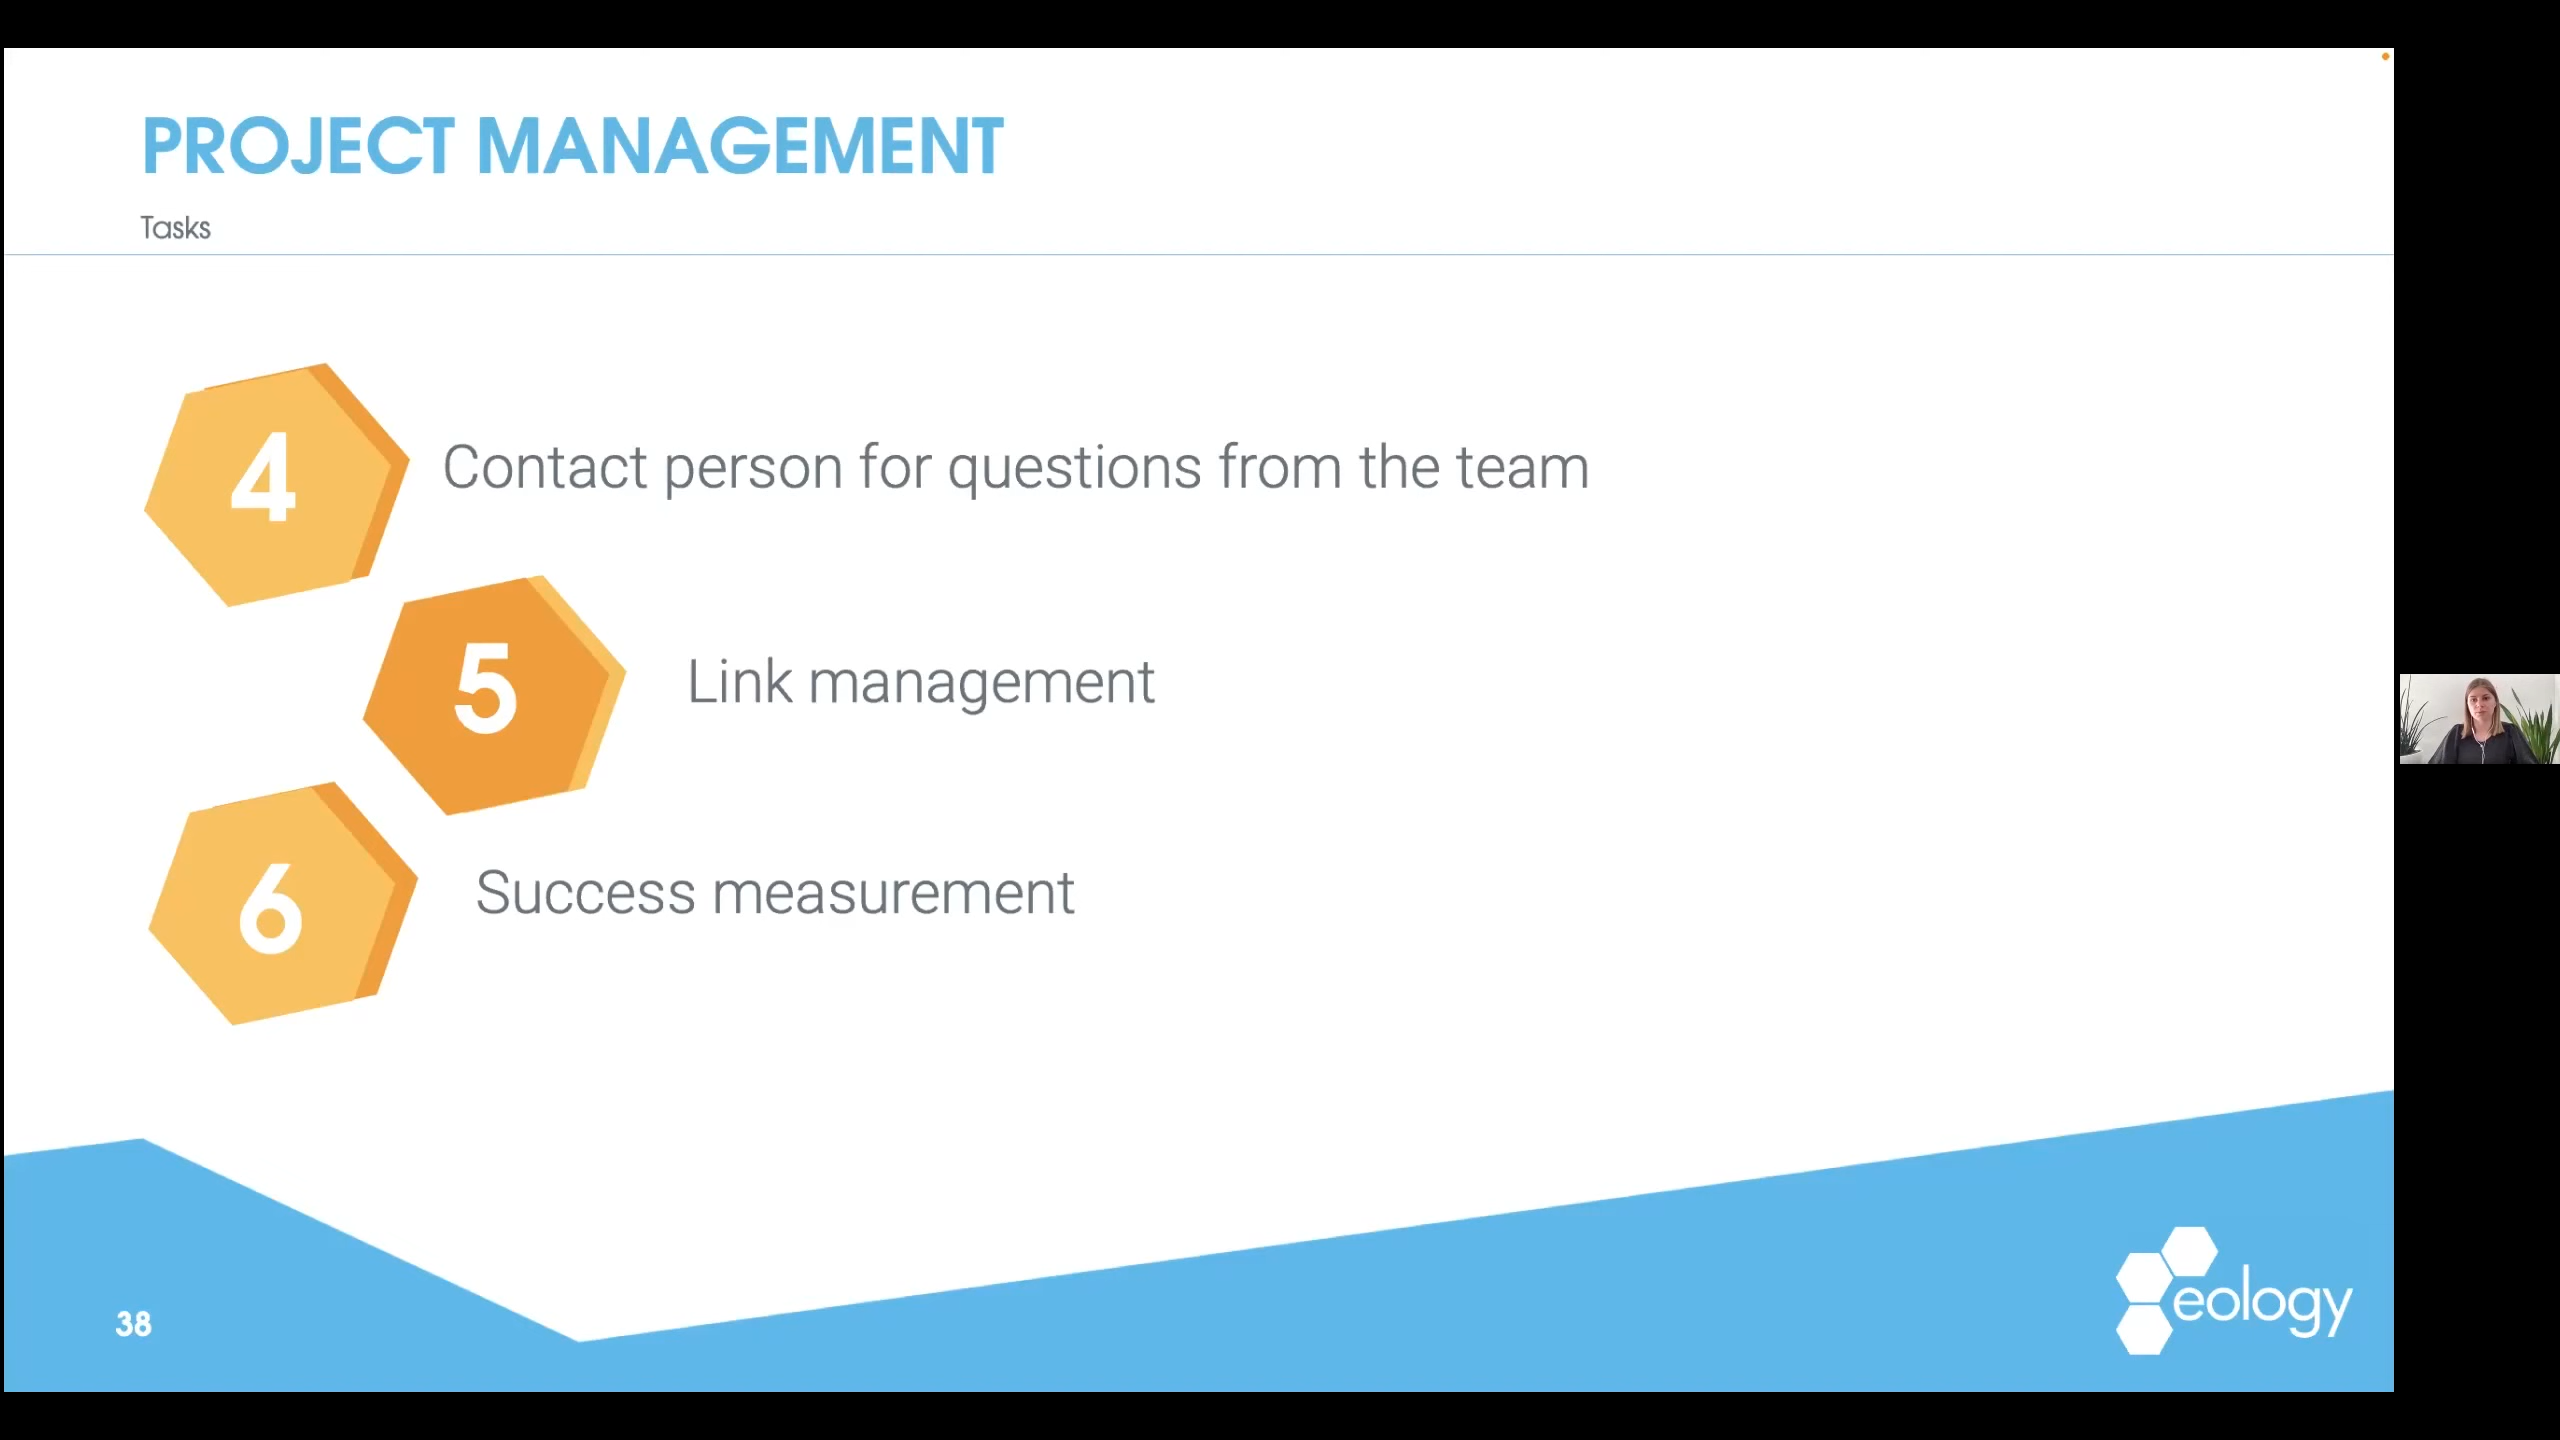 PROJECT MANAGEMENT
Tasks
4
Contact person for questions from the team
5
Link management
6
Success measurement
38
eology